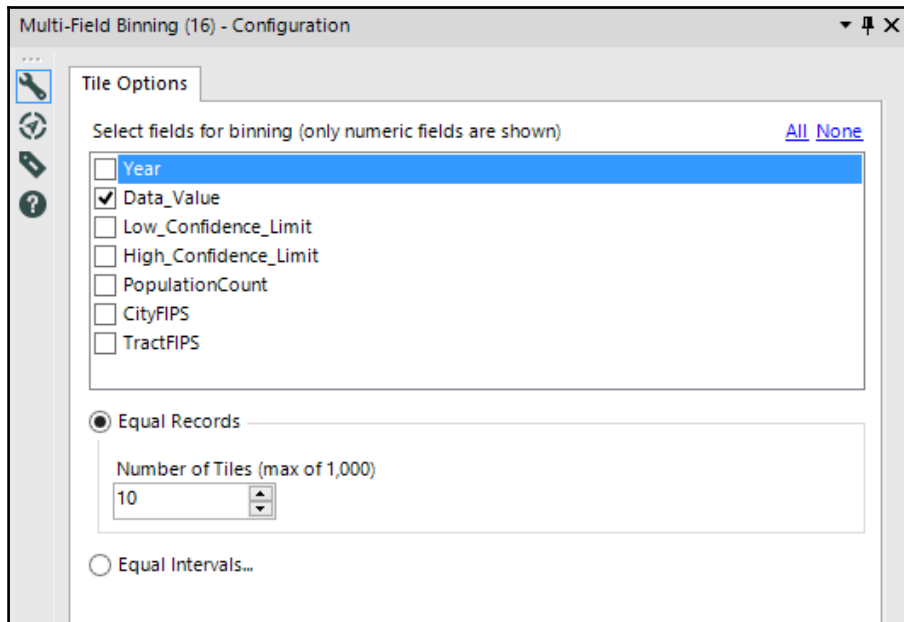 Multi-Field Binning (16) - Configuration
Tile Options
Select fields for binning (only numeric fields are shown) All None
Year
Data_Value
Low_Confidence_Limit
High_Confidence_Limit
PopulationCount
CityFIPS
TractFIPS
Equal Records
Number of Tiles (max of 1,000)
10
Equal Intervals...